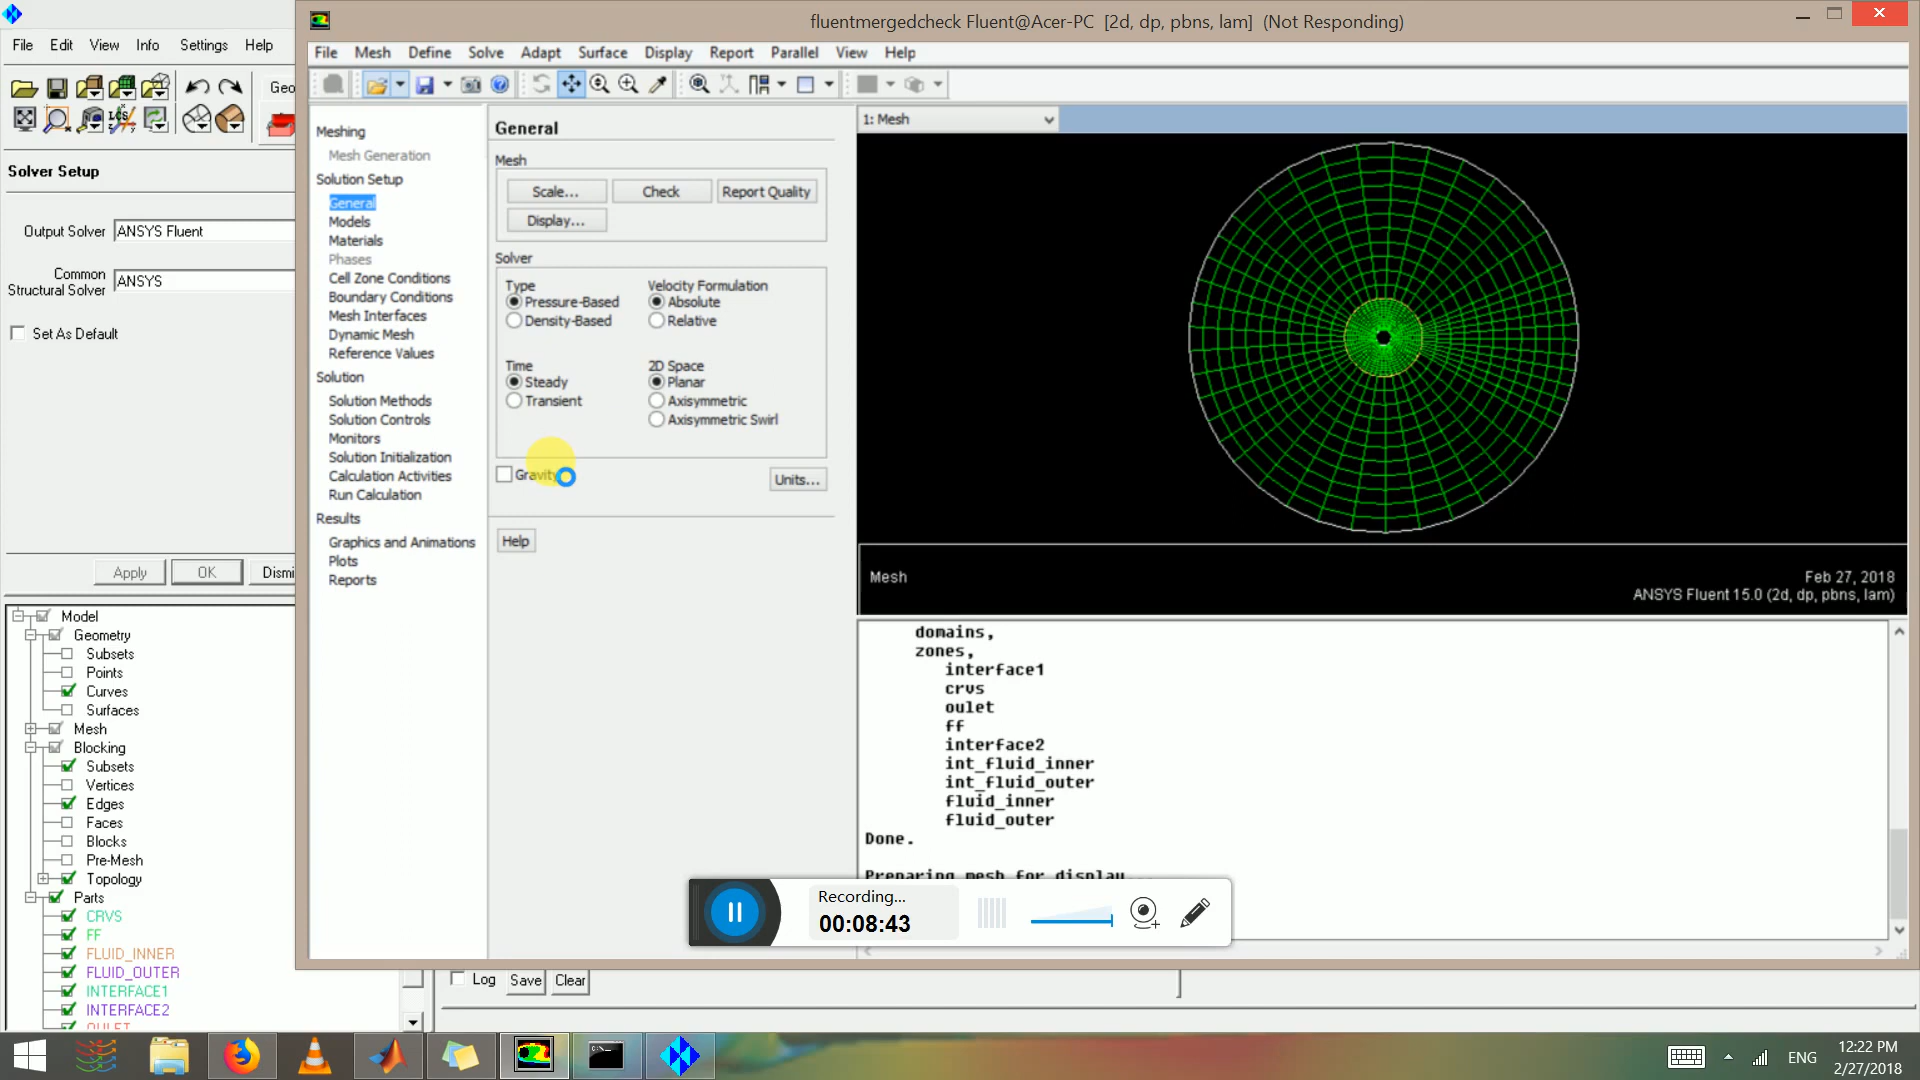 fluentmergedcheck Fluent@Acer-PC [2d, dp, pbns, lam] (Not Responding)
File Edit View Info Settings Help
File Mesh Define Solve Adapt Surface Display Report Parallel View Help
Geo
Solver Setup
Output Solver ANSYS Fluent
Common
Structural Solver ANSYS
Set As Default
Apply OK Dismi
Model
Geometry
Subsets
Points
Curves
Surfaces
Mesh
Blocking
Subsets
Vertices
Edges
Faces
Blocks
Pre-Mesh
Topology
Parts
CRVS
FF
FLUID_INNER
FLUID_OUTER
INTERFACE1
INTERFACE2
OULET
Meshing
Mesh Generation
Solution Setup
General
Models
Materials
Phases
Cell Zone Conditions
Boundary Conditions
Mesh Interfaces
Dynamic Mesh
Reference Values
Solution
Solution Methods
Solution Controls
Monitors
Solution Initialization
Calculation Activities
Run Calculation
Results
Graphics and Animations
Plots
Reports
General
Mesh
Scale... Check Report Quality
Display...
Solver
Type Velocity Formulation
Pressure-Based Absolute
Density-Based Relative
Time 2D Space
Steady Planar
Transient Axisymmetric
Axisymmetric Swirl
Gravity Units...
Help
1: Mesh
Mesh Feb 27, 2018
ANSYS Fluent 15.0 (2d, dp, pbns, lam)
domains,
zones,
interface1
crvs
oulet
ff
interface2
int_fluid_inner
int_fluid_outer
fluid_inner
fluid_outer
Done.
Preparing mesh for display...
Recording...
00:08:43
Log Save Clear
ENG
12:22 PM
2/27/2018